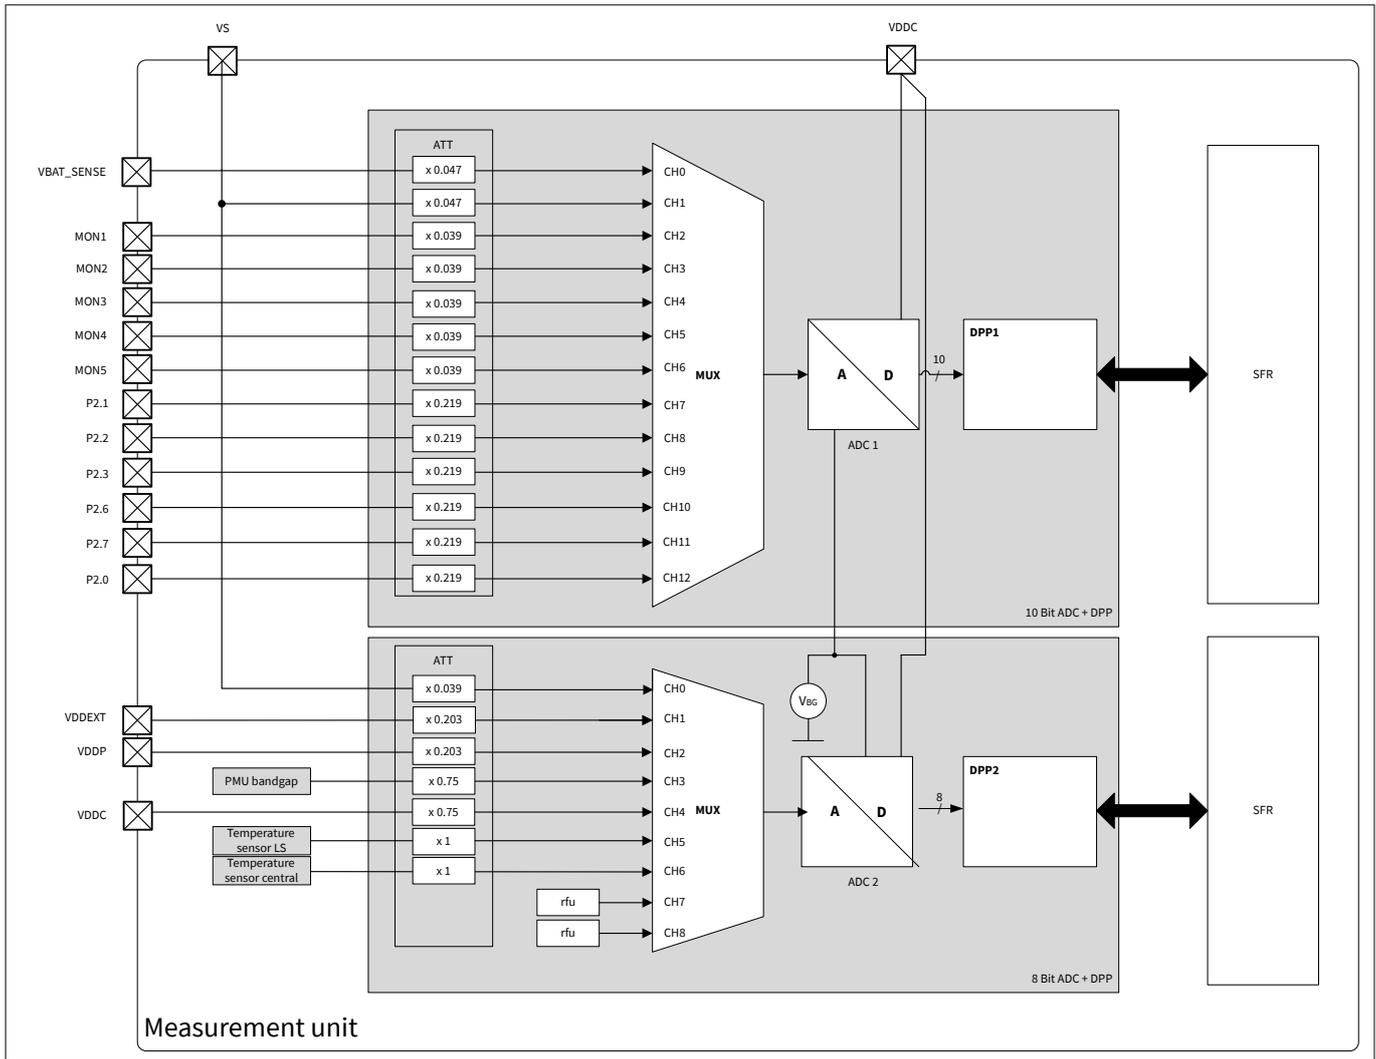 VS
VDDC
ATT
VBAT_SENSE
x 0.047
CH0
x 0.047
CH1
MON1
x 0.039
CH2
MON2
x 0.039
CH3
MON3
x 0.039
CH4
MON4
x 0.039
CH5
MON5
x 0.039
CH6
MUX
P2.1
x 0.219
CH7
P2.2
x 0.219
CH8
P2.3
x 0.219
CH9
P2.6
x 0.219
CH10
P2.7
x 0.219
CH11
P2.0
x 0.219
CH12
A
D
ADC 1
10
DPP1
SFR
10 Bit ADC + DPP
ATT
x 0.039
CH0
VDDEXT
x 0.203
CH1
VDDP
x 0.203
CH2
PMU bandgap
x 0.75
CH3
VDDC
x 0.75
CH4
MUX
Temperature
sensor LS
x 1
CH5
Temperature
sensor central
x 1
CH6
rfu
CH7
rfu
CH8
VBG
A
D
ADC 2
8
DPP2
SFR
8 Bit ADC + DPP
Measurement unit